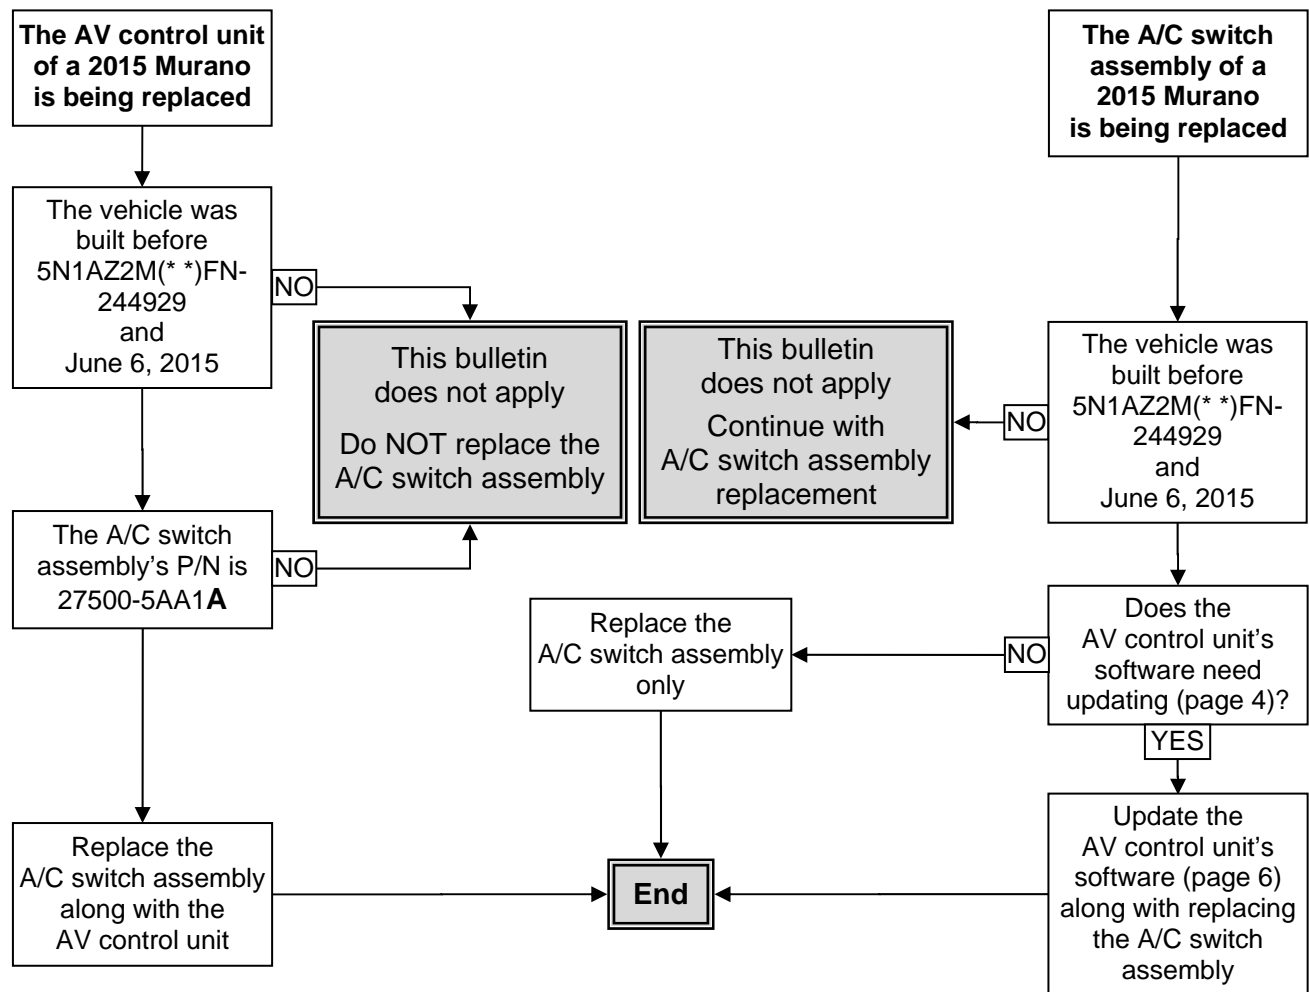 The AV control unit
of a 2015 Murano
is being replaced
The vehicle was
built before
5N1AZ2M(* *)FN-
244929
and
June 6, 2015
NO
This bulletin
does not apply
Do NOT replace the
A/C switch assembly
The A/C switch
assembly’s P/N is
27500-5AA1A
NO
Replace the
A/C switch assembly
along with the
AV control unit
The A/C switch
assembly of a
2015 Murano
is being replaced
The vehicle was
built before
5N1AZ2M(* *)FN-
244929
and
June 6, 2015
NO
This bulletin
does not apply
Continue with
A/C switch assembly
replacement
Does the
AV control unit’s
software need
updating (page 4)?
NO
Replace the
A/C switch assembly
only
YES
Update the
AV control unit’s
software (page 6)
along with replacing
the A/C switch
assembly
End